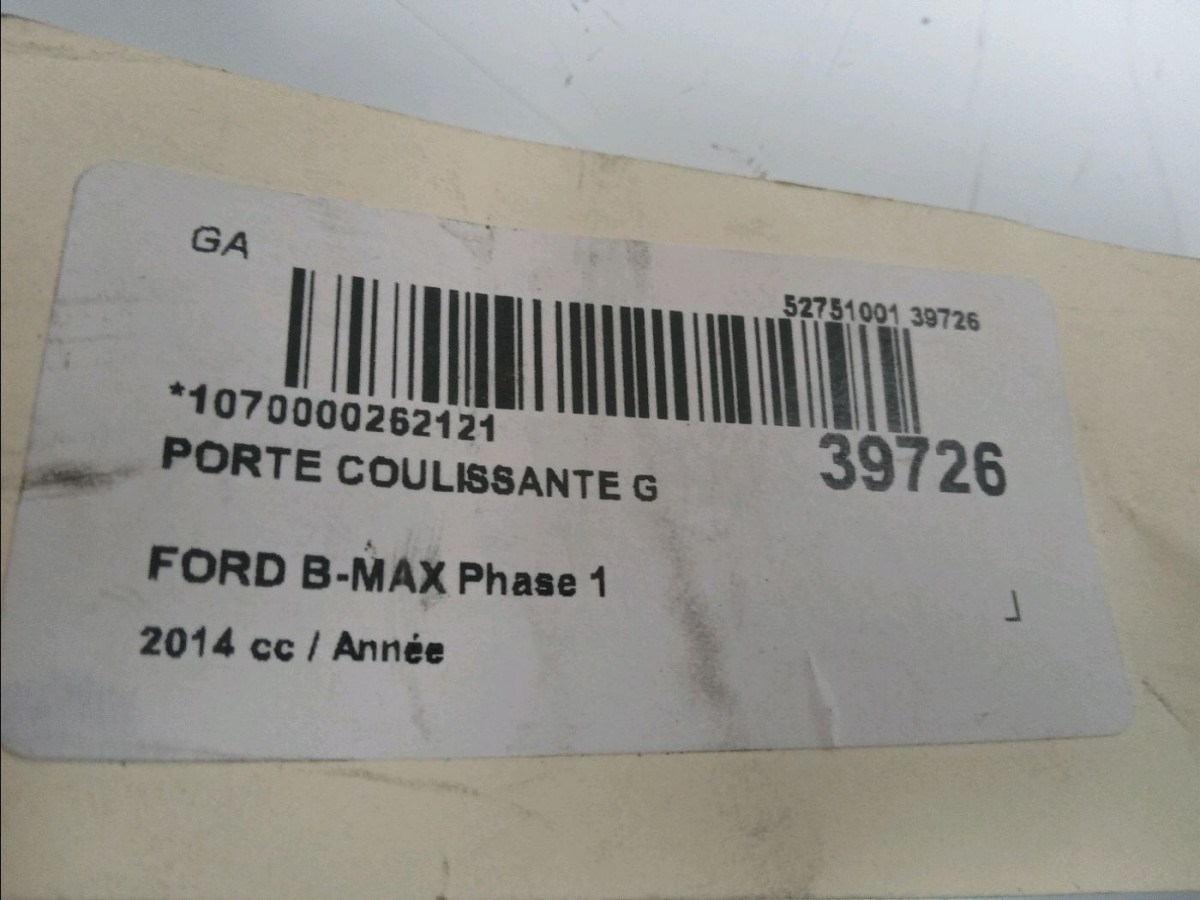 GA
52751001 39726
*1070000262121
39726
PORTE COULISSANTE G
FORD B-MAX Phase 1
2014 cc / Année